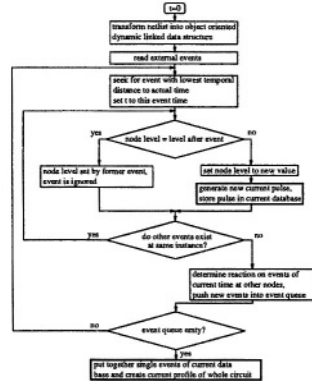 t=0
transform netlist into object oriented
dynamic linked data structure
read external events
seek for event with lowest temporal
distance to actual time
set t to this event time
node level = level after event
yes
no
node level set by former event,
event is ignored
set node level to new value
generate new current pulse,
store pulse in current database
do other events exist
at same instance?
yes
no
determine reaction on events of
current time at other nodes,
push new events into event queue
event queue emty?
no
yes
put together single events of current data
base and create current profile of whole circuit